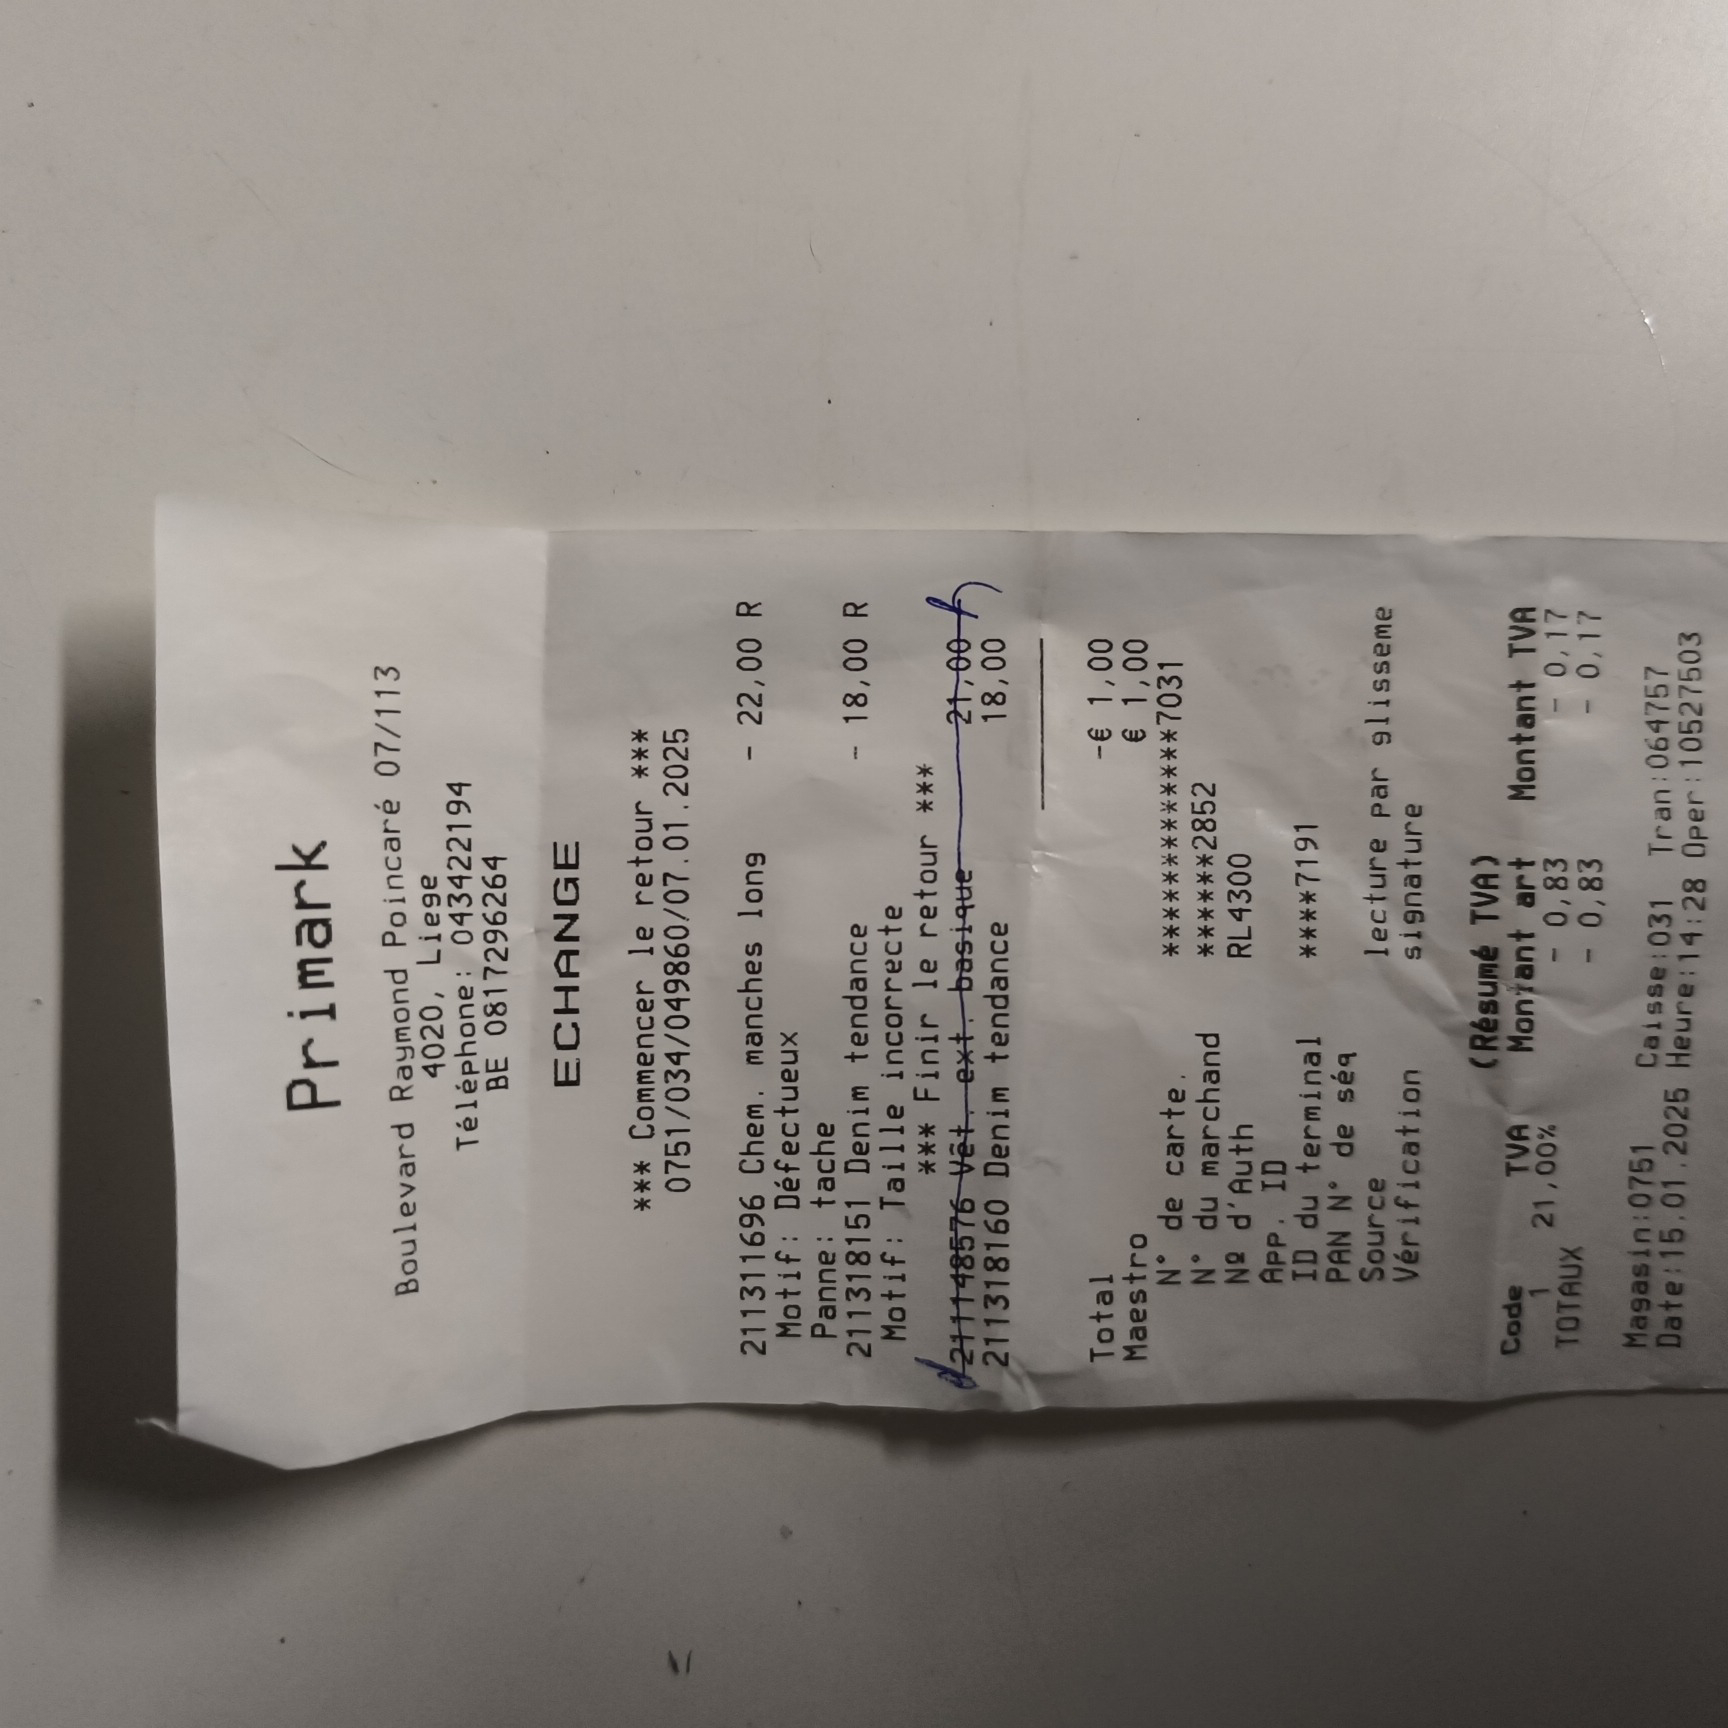 Primark
Boulevard Raymond Poincaré 07/113
4020, Liege
Téléphone: 043422194
BE 0817296264
ECHANGE
*** Commencer le retour ***
0751/034/049860/07.01.2025
2113111696 Chem. manches long - 22,00 R
Motif: Défectueux
Panne: tache
211318151 Denim tendance - 18,00 R
Motif: Taille incorrecte
*** Finir le retour ***
211148576 Vêt. ext. basique 21,00
211318160 Denim tendance 18,00
Total -€ 1,00
Maestro € 1,00
N° de carte. ***************7031
N° du marchand ******2852
Nº d'Auth RL4300
App. ID
ID du terminal ****7191
PAN N° de séq
Source lecture par glisseme
Vérification signature
(Résumé TVA)
Code TVA Montant art Montant TVA
1 21,00% - 0,83 - 0,17
TOTAUX - 0,83 - 0,17
Magasin:0751 Caisse:031 Tran:064757
Date:15.01.2025 Heure:14:28 Oper:10527503